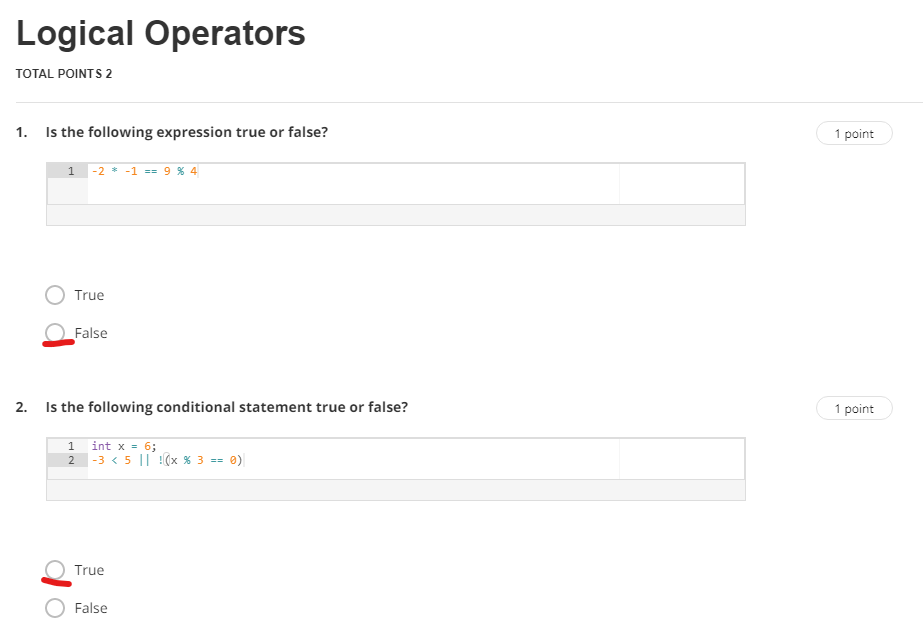 Logical Operators
TOTAL POINTS 2
1. Is the following expression true or false?
1 point
1 -2 * -1 == 9 % 4
True
False
2. Is the following conditional statement true or false?
1 point
1 int x = 6;
2 -3 < 5 || !(x % 3 == 0)
True
False